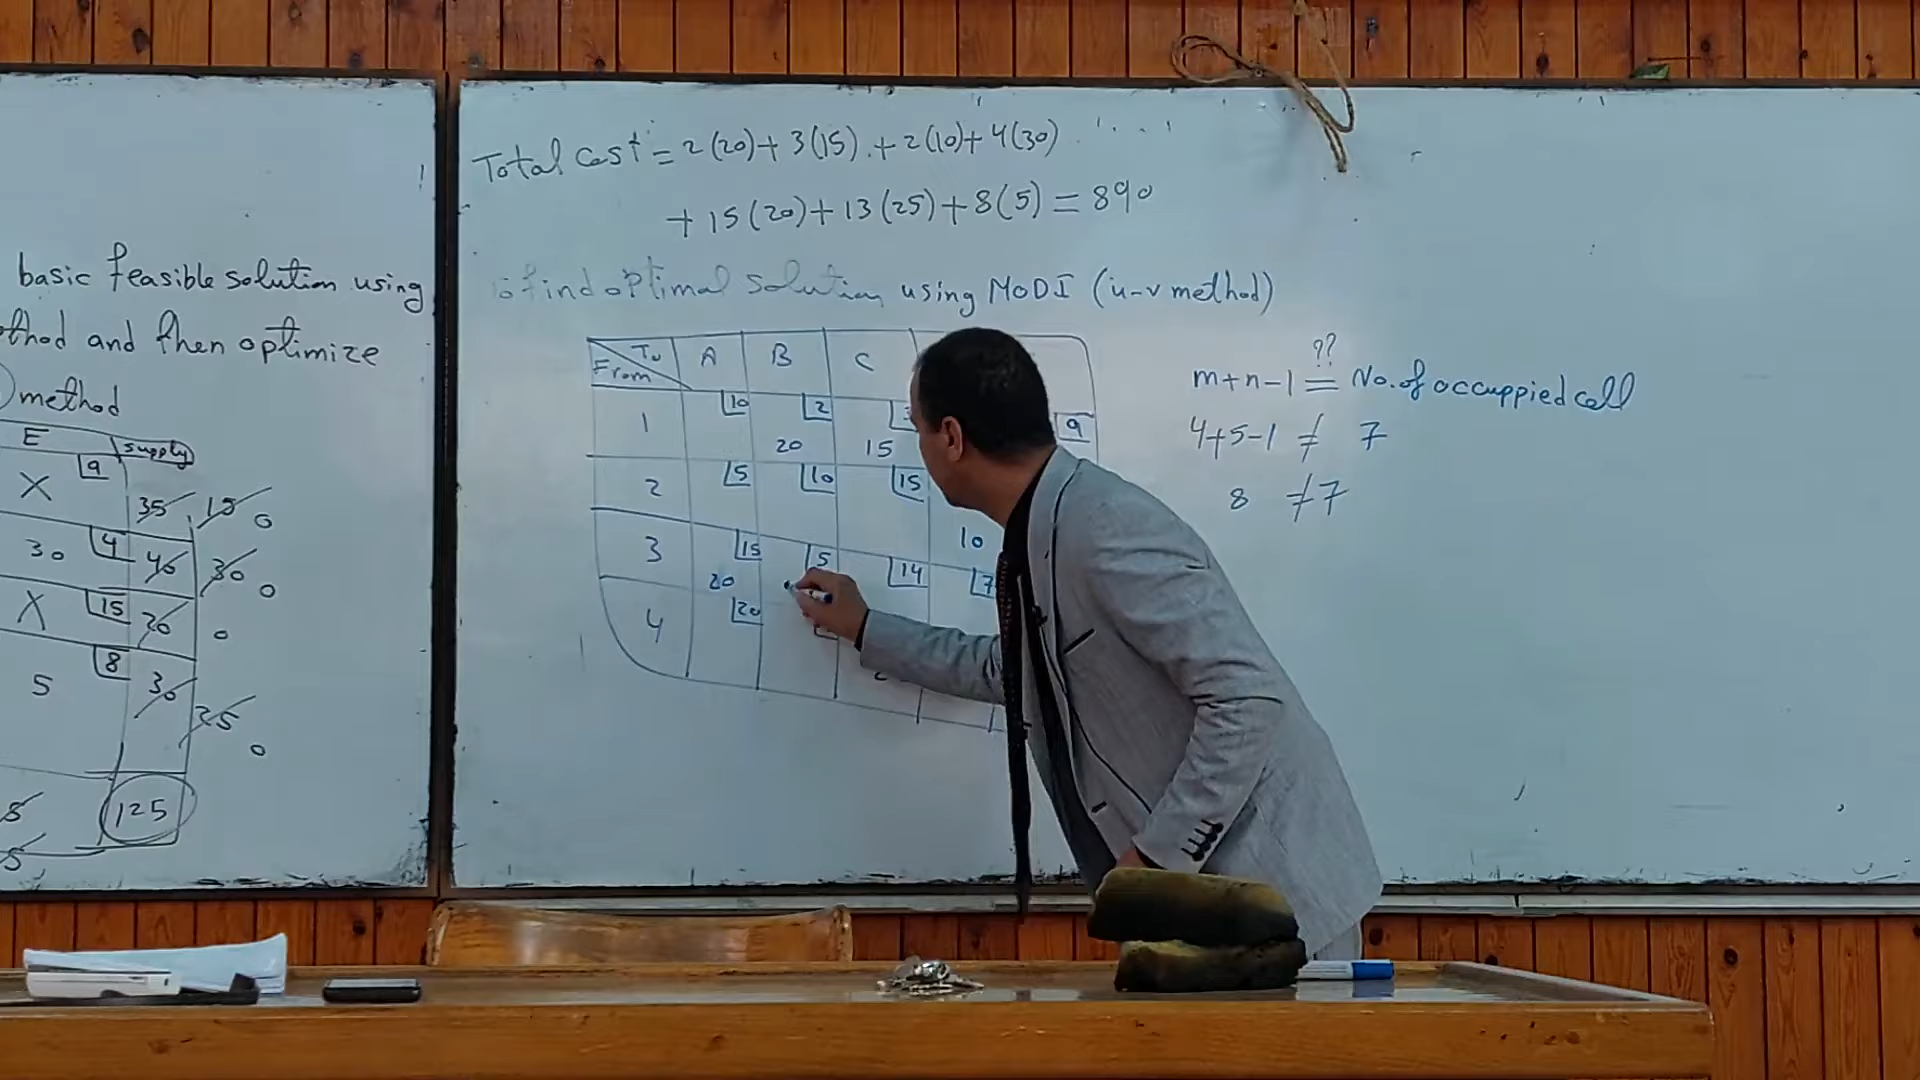 basic feasible solution using
and then optimize
method
E supply
X 9 35 15 0
30 4 40 30 0
X 15 20 0
5 8 30 25 0
125
Total Cost = 2(20) + 3(15) + 2(10) + 4(30)
+ 15(20) + 13(25) + 8(5) = 890
find optimal solution using MODI (u-v method)
From To A B C
1 10 2 20 15 9
2 5 10 15 10
3 15 20 5 14 7
4 20
??
m+n-1 = No. of occuppied cell
4+5-1 ≠ 7
8 ≠ 7